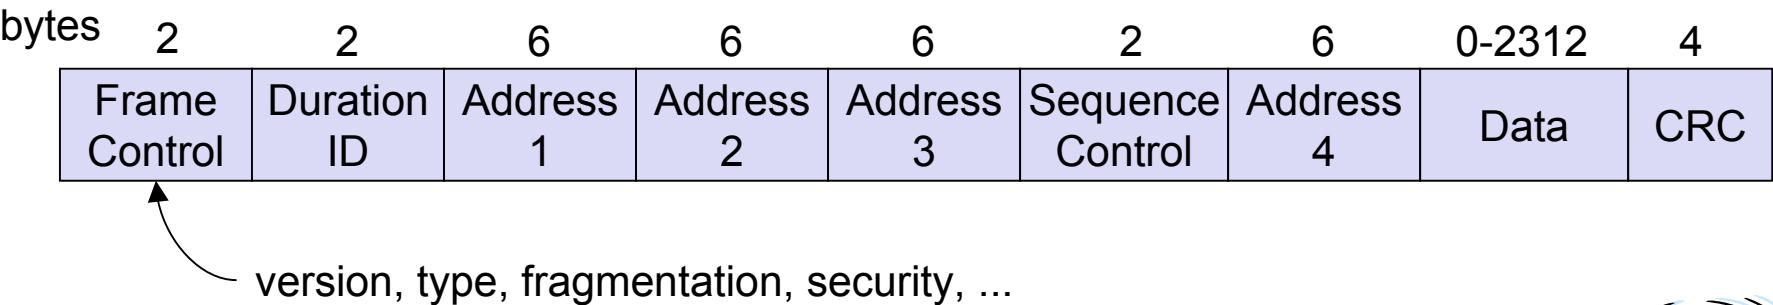 bytes 2 2 6 6 6 2 6 0-2312 4
Frame Duration Address Address Address Sequence Address Data CRC
Control ID 1 2 3 Control 4
version, type, fragmentation, security, ...